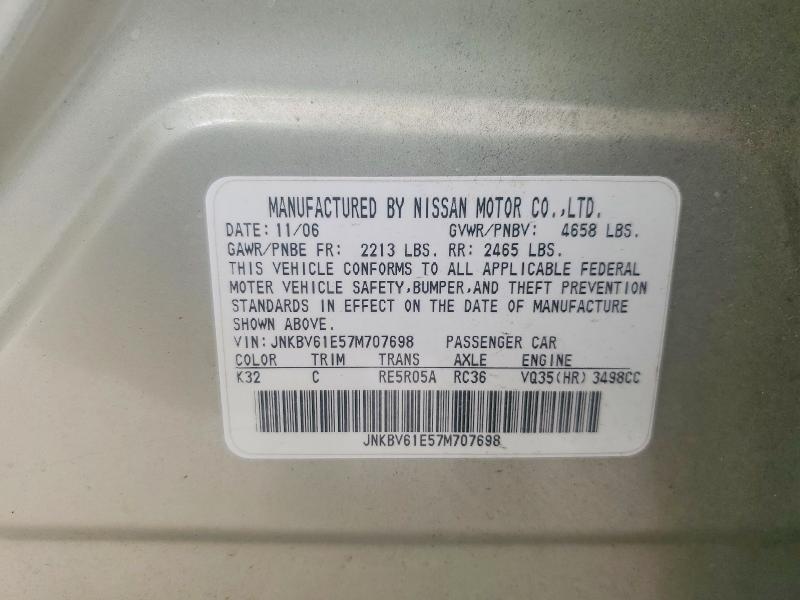 MANUFACTURED BY NISSAN MOTOR CO.,LTD.
DATE: 11/06 GVWR/PNBV: 4658 LBS.
GAWR/PNBE FR: 2213 LBS. RR: 2465 LBS.
THIS VEHICLE CONFORMS TO ALL APPLICABLE FEDERAL
MOTOR VEHICLE SAFETY,BUMPER,AND THEFT PREVENTION
STANDARDS IN EFFECT ON THE DATE OF MANUFACTURE
SHOWN ABOVE.
VIN: JNKBV61E57M707698 PASSENGER CAR
COLOR TRIM TRANS AXLE ENGINE
K32 C RE5R05A RC36 VQ35(HR) 3498CC
JNKBV61E57M707698